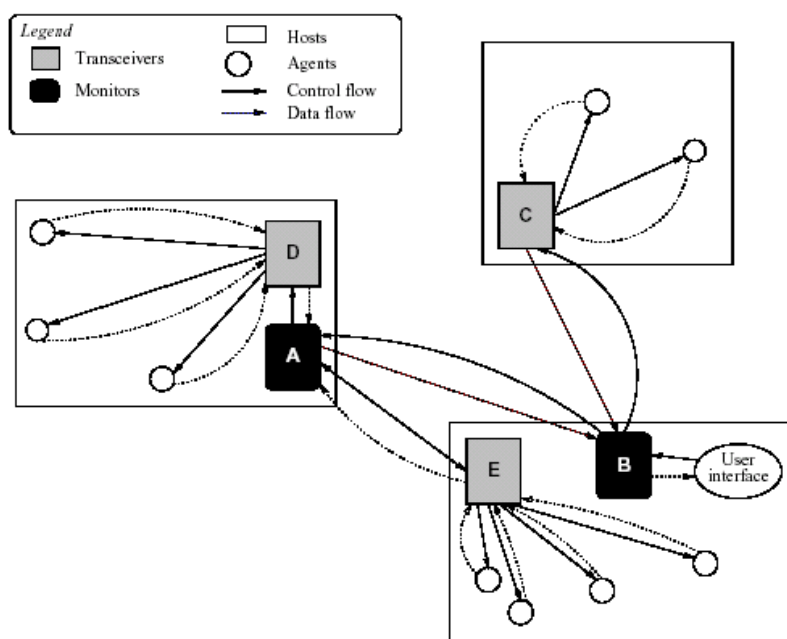 Legend
Transceivers
Monitors
Hosts
Agents
Control flow
Data flow
C
D
A
E
B
User
interface